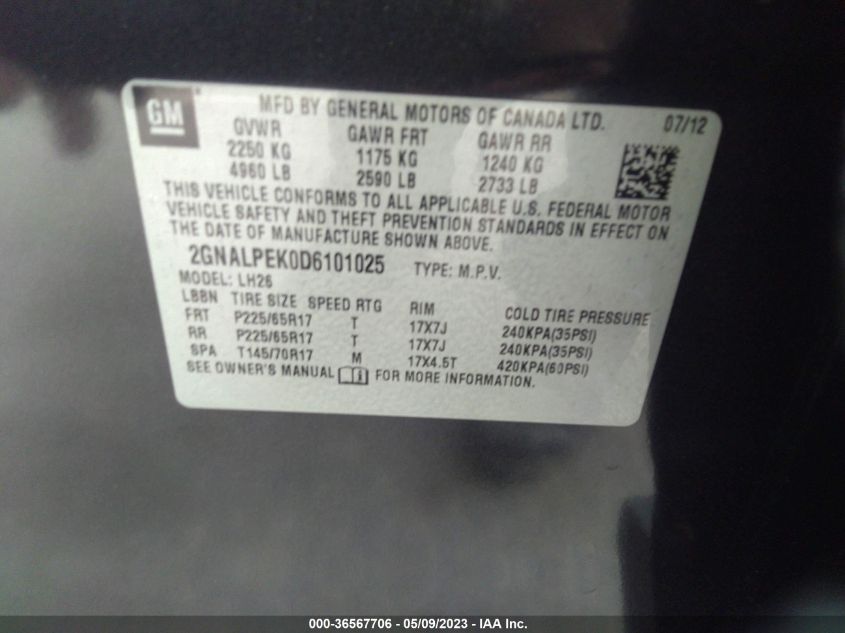 GM
MFD BY GENERAL MOTORS OF CANADA LTD. 07/12
GVWR GAWR FRT GAWR RR
2250 KG 1175 KG 1240 KG
4960 LB 2590 LB 2733 LB
THIS VEHICLE CONFORMS TO ALL APPLICABLE U.S. FEDERAL MOTOR
VEHICLE SAFETY AND THEFT PREVENTION STANDARDS IN EFFECT ON
THE DATE OF MANUFACTURE SHOWN ABOVE.
2GNALPEK0D6101025 TYPE: M.P.V.
MODEL: LH26
LBBN TIRE SIZE SPEED RTG RIM COLD TIRE PRESSURE
FRT P225/65R17 T 17X7J 240KPA(35PSI)
RR P225/65R17 T 17X7J 240KPA(35PSI)
SPA T145/70R17 M 17X4.5T 420KPA(60PSI)
SEE OWNER'S MANUAL FOR MORE INFORMATION.
000-36567706 - 05/09/2023 - IAA Inc.